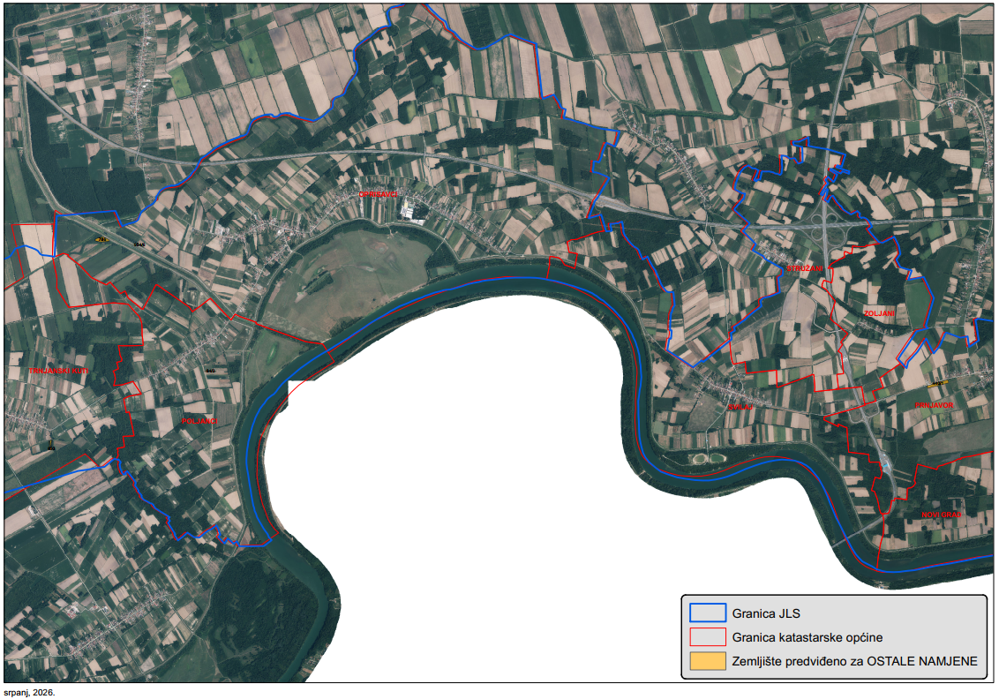 OPRISAVCI
STRUŽANI
ZOLJANI
TRNJANSKI KUTI
SVILAJ
PRNJAVOR
POLJANCI
NOVI GRAD
Granica JLS
Granica katastarske općine
Zemljište predviđeno za OSTALE NAMJENE
srpanj, 2026.